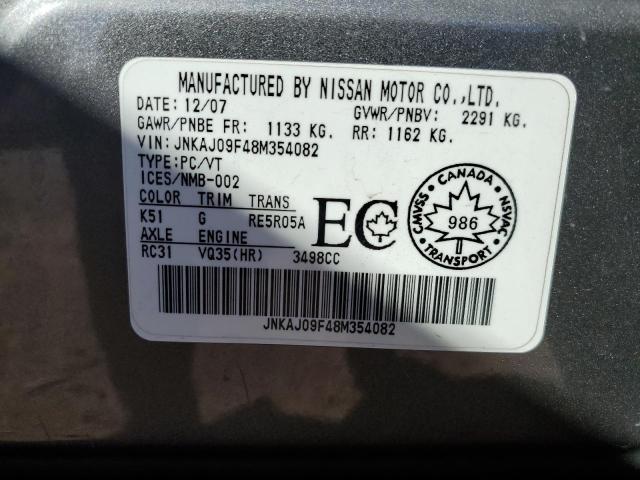 MANUFACTURED BY NISSAN MOTOR CO.,LTD.
DATE: 12/07 GVWR/PNBV: 2291 KG.
GAWR/PNBE FR: 1133 KG. RR: 1162 KG.
VIN: JNKAJ09F48M354082
TYPE:PC/VT
ICES/NMB-002
COLOR TRIM TRANS
K51 G RE5R05A
AXLE ENGINE
RC31 VQ35(HR) 3498CC
EC
CANADA
CMVSS
986
NSVAC
TRANSPORT
JNKAJ09F48M354082